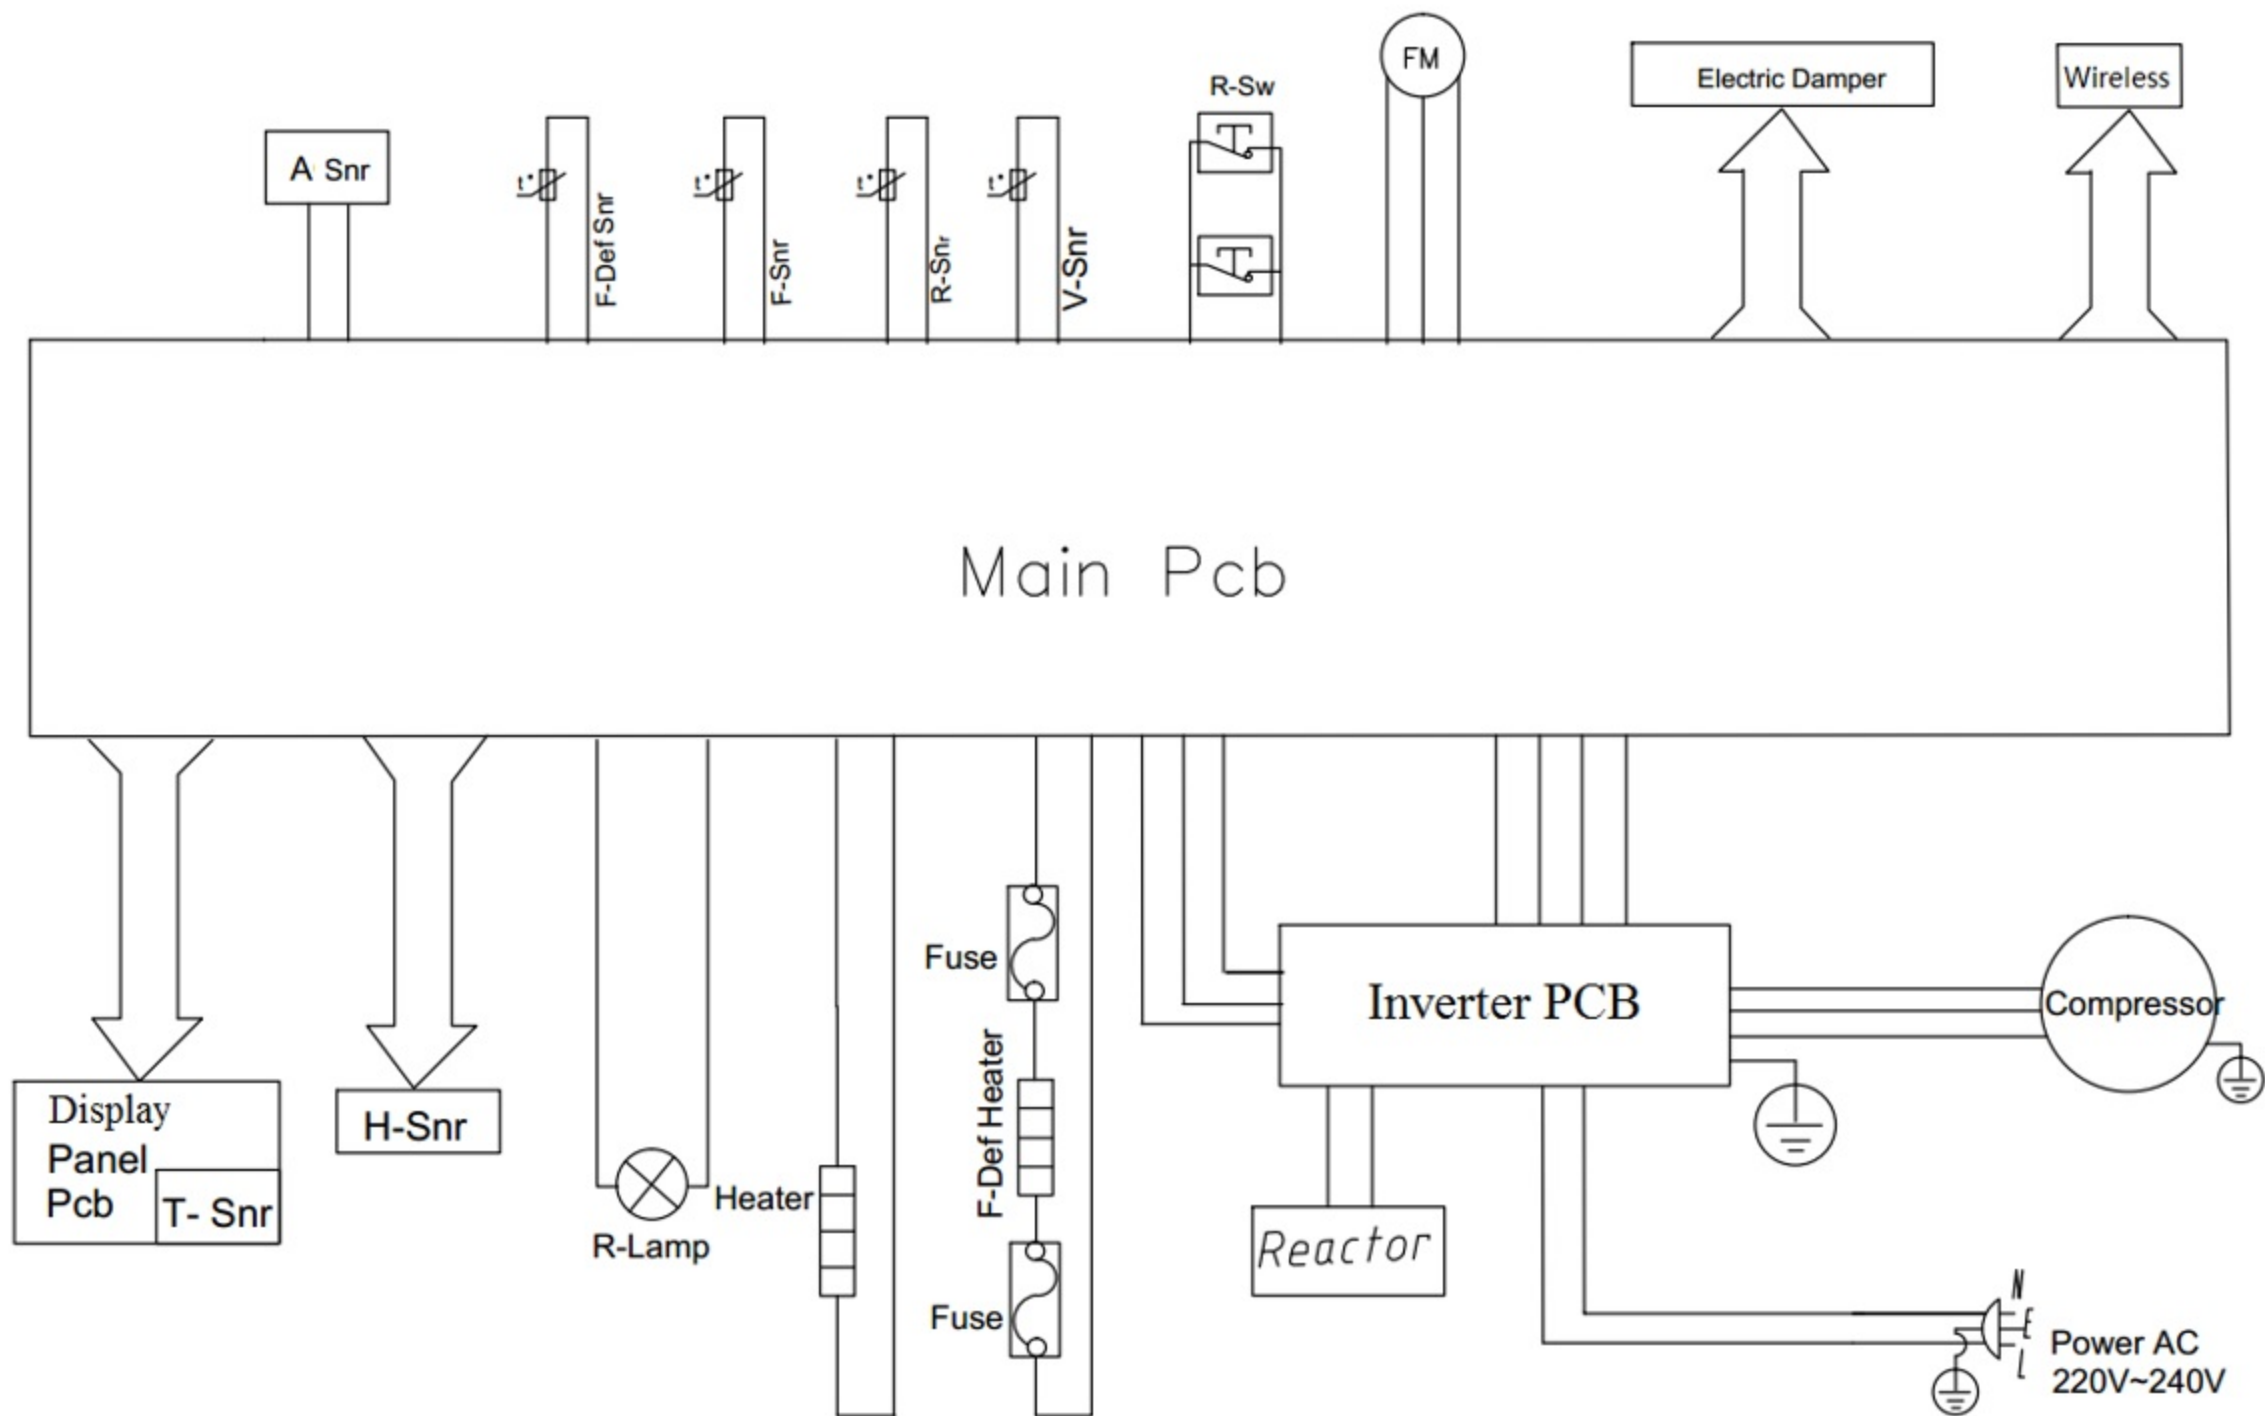 FM
R-Sw
Electric Damper
Wireless
A Snr
t°
t°
t°
t°
F-Def Snr
F-Snr
R-Snr
V-Snr
Main Pcb
Fuse
Inverter PCB
Compressor
F-Def Heater
Display
Panel
Pcb
T- Snr
H-Snr
Heater
R-Lamp
Reactor
Fuse
N
E
L
Power AC
220V~240V